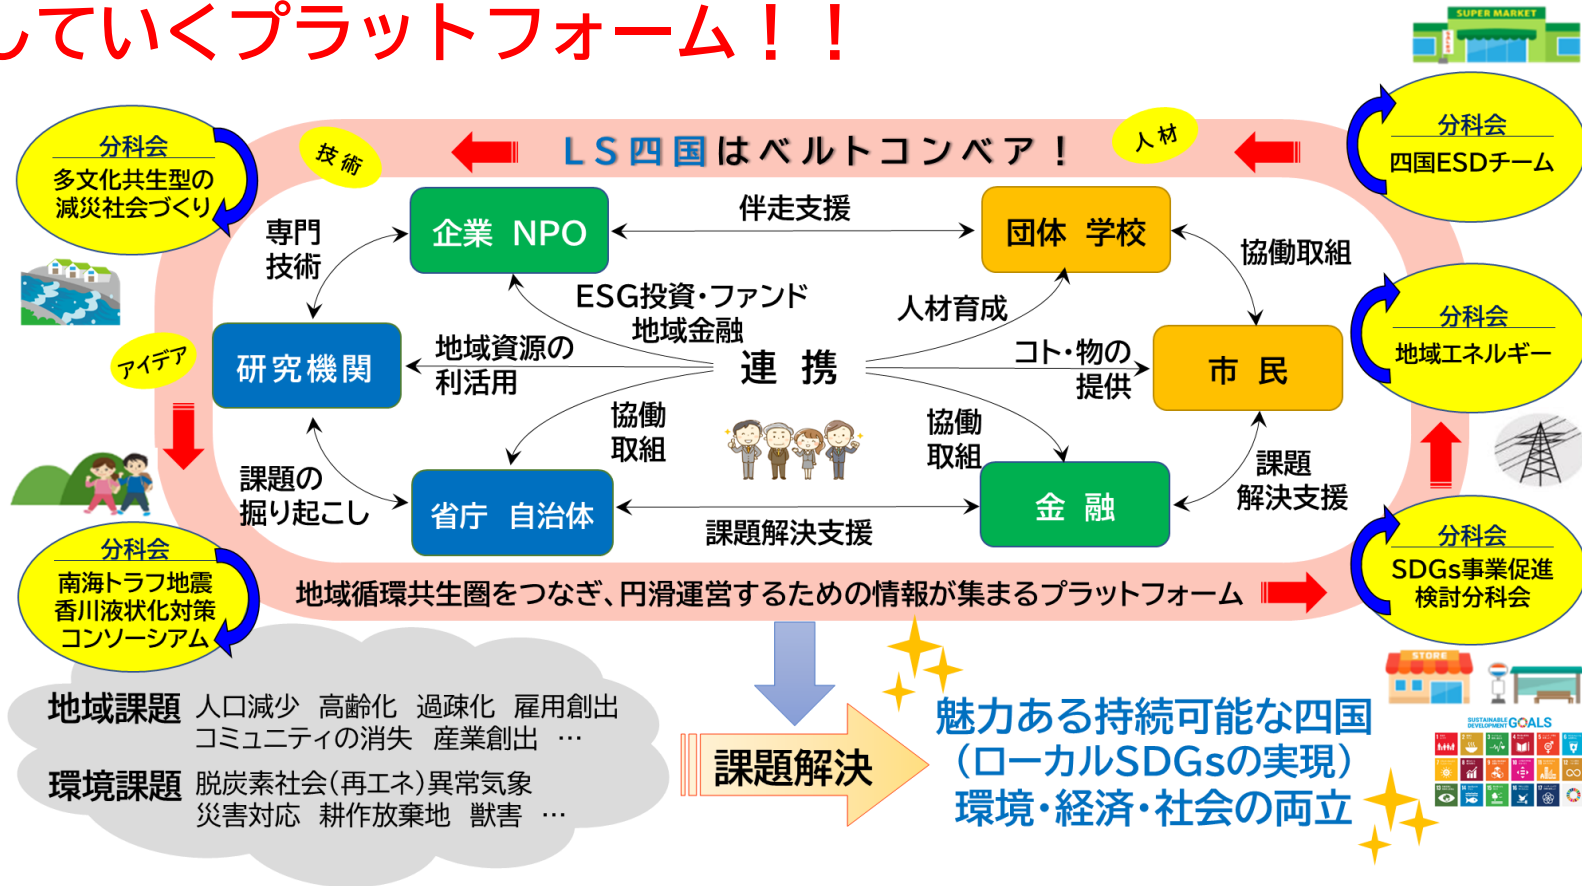 していくプラットフォーム！！
SUPER MARKET
分科会
多文化共生型の
減災社会づくり
技術
LS四国はベルトコンベア！
人材
分科会
四国ESDチーム
専門
技術
企業 NPO
伴走支援
団体 学校
協働取組
ESG投資・ファンド
地域金融
人材育成
分科会
地域エネルギー
アイデア
研究機関
地域資源の
利活用
連携
コト・物の
提供
市民
協働
取組
協働
取組
課題の
掘り起こし
省庁 自治体
課題解決支援
金融
課題
解決支援
分科会
南海トラフ地震
香川液状化対策
コンソーシアム
地域循環共生圏をつなぎ、円滑運営するための情報が集まるプラットフォーム
分科会
SDGs事業促進
検討分科会
地域課題 人口減少 高齢化 過疎化 雇用創出
コミュニティの消失 産業創出 …
環境課題 脱炭素社会（再エネ）異常気象
災害対応 耕作放棄地 獣害 …
課題解決
魅力ある持続可能な四国
（ローカルSDGsの実現）
環境・経済・社会の両立
STORE
SUSTAINABLE
DEVELOPMENT GOALS